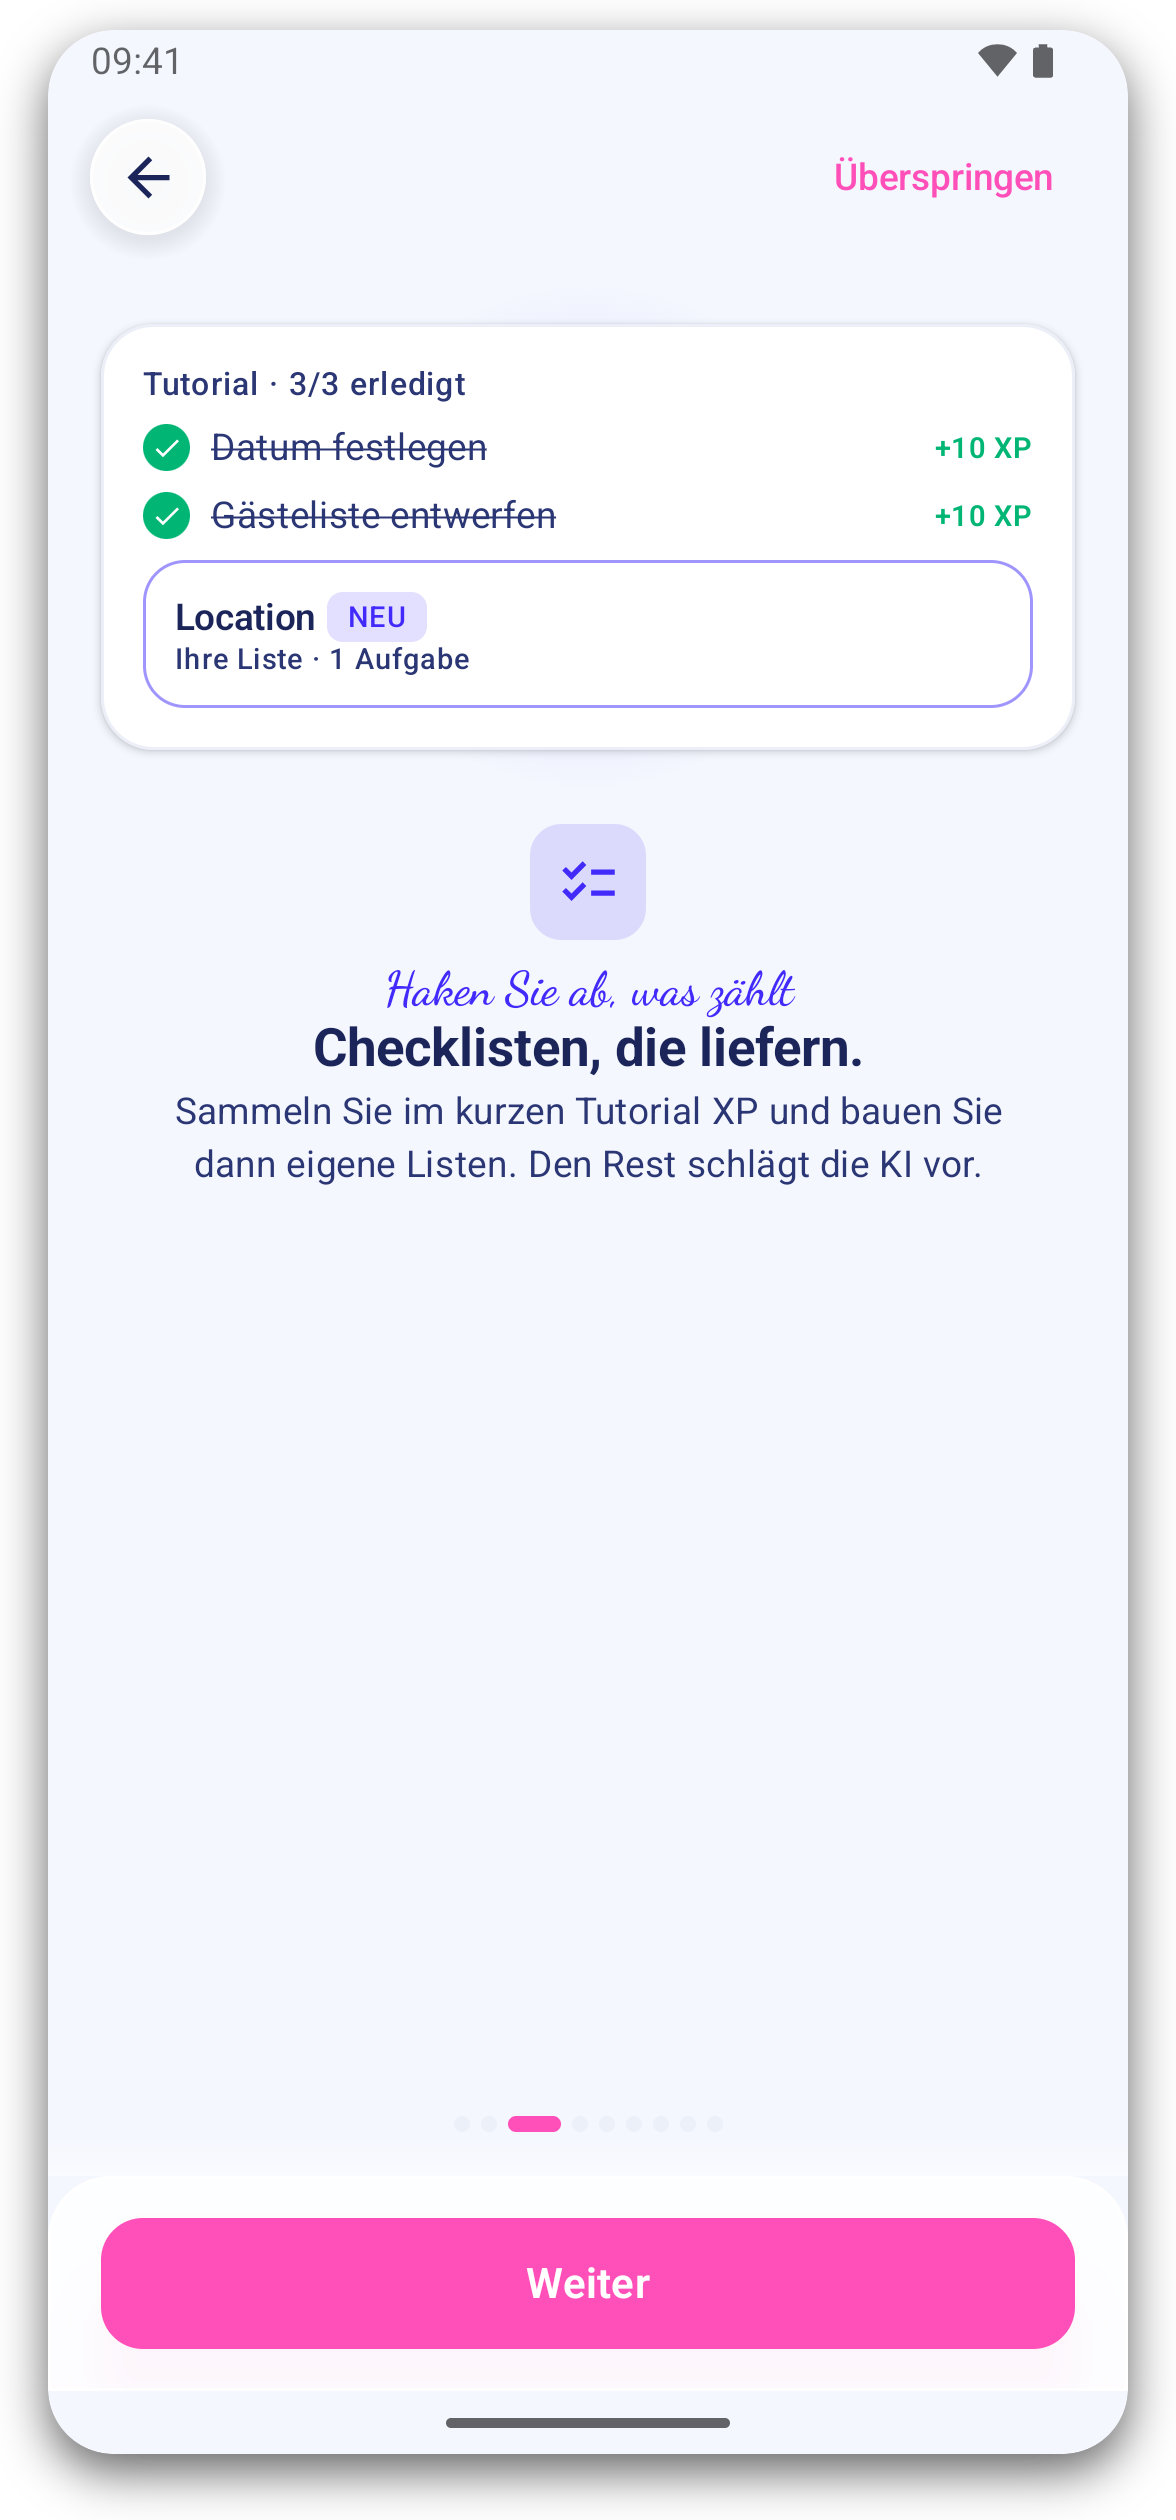 09:41
Überspringen
Tutorial · 3/3 erledigt
Datum festlegen +10 XP
Gästeliste entwerfen +10 XP
Location NEU
Ihre Liste · 1 Aufgabe
Haken Sie ab, was zählt
Checklisten, die liefern.
Sammeln Sie im kurzen Tutorial XP und bauen Sie
dann eigene Listen. Den Rest schlägt die KI vor.
Weiter